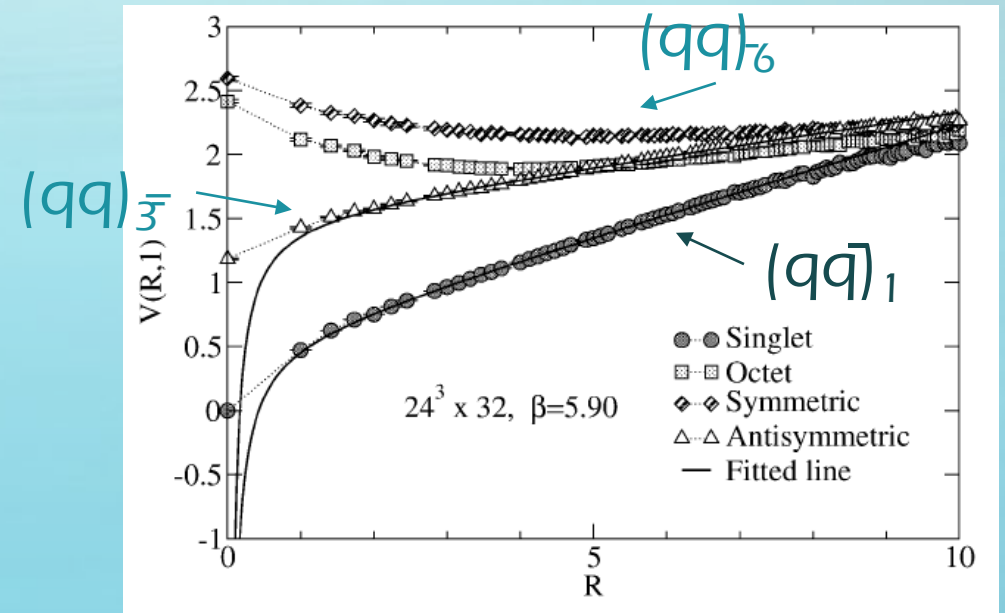 3
(qq)6
2.5
2
(qq)3̅
1.5
V(R,1)
(qq̅)1
1
Singlet
0.5
Octet
0
24³ x 32, β=5.90
Symmetric
Antisymmetric
-0.5
Fitted line
-1
0
5
10
R